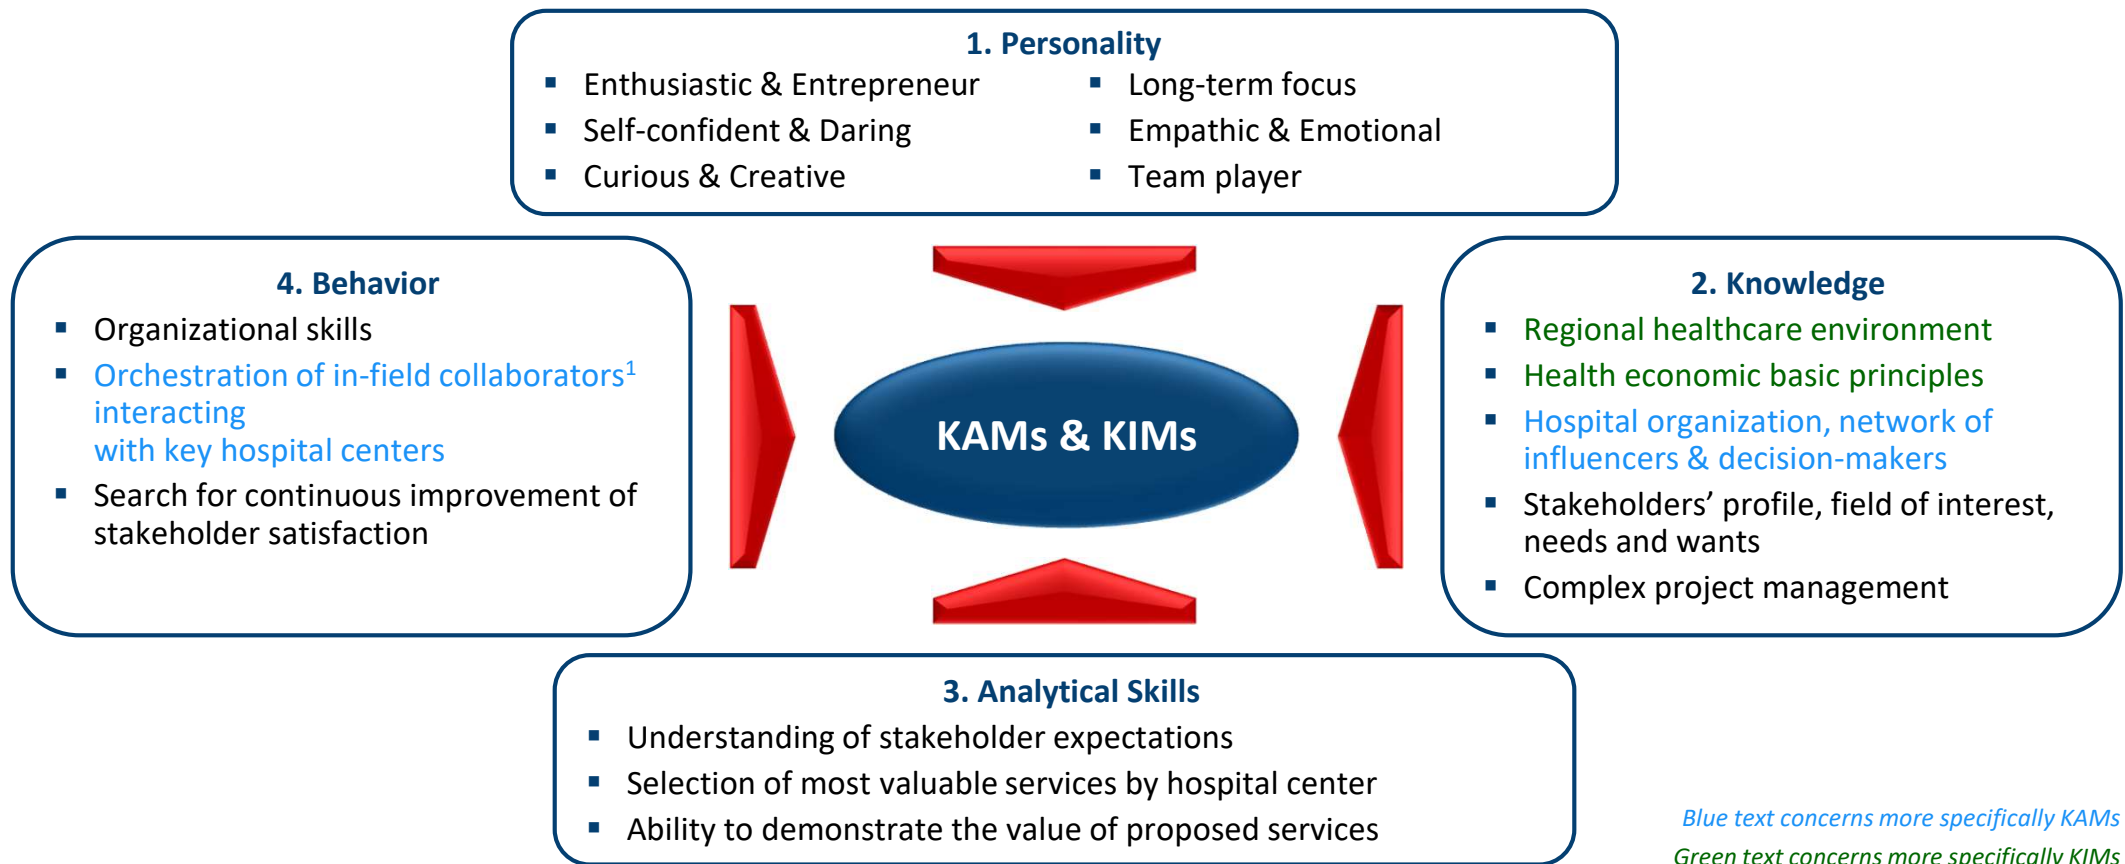 1. Personality
▪ Enthusiastic & Entrepreneur
▪ Self-confident & Daring
▪ Curious & Creative
▪ Long-term focus
▪ Empathic & Emotional
▪ Team player
4. Behavior
▪ Organizational skills
▪ Orchestration of in-field collaborators¹
interacting
with key hospital centers
▪ Search for continuous improvement of
stakeholder satisfaction
KAMs & KIMs
2. Knowledge
▪ Regional healthcare environment
▪ Health economic basic principles
▪ Hospital organization, network of
influencers & decision-makers
▪ Stakeholders’ profile, field of interest,
needs and wants
▪ Complex project management
3. Analytical Skills
▪ Understanding of stakeholder expectations
▪ Selection of most valuable services by hospital center
▪ Ability to demonstrate the value of proposed services
Blue text concerns more specifically KAMs
Green text concerns more specifically KIMs